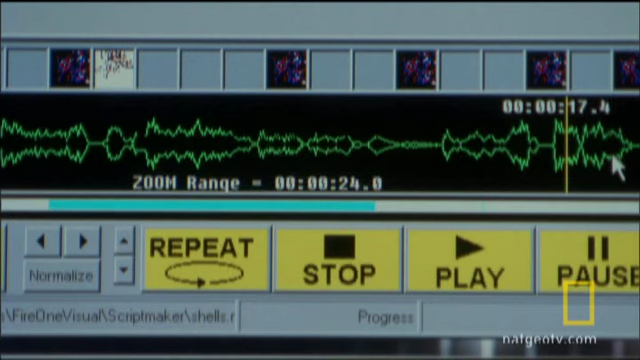 00:00:17.4
ZOOM Range = 00:00:24.0
REPEAT
STOP
PLAY
PAUSE
Normalize
s\FireOneVisual\Scriptmaker\shells.r
Progress
natgeotv.com